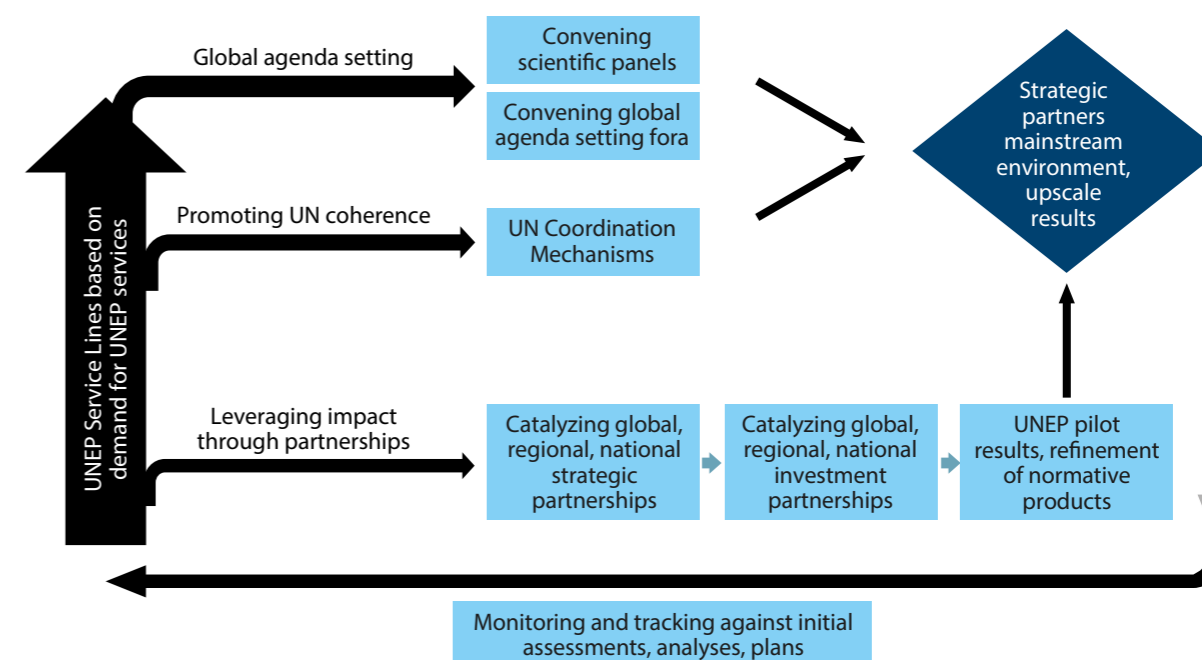 Global agenda setting
Convening
scientific panels
Convening global
agenda setting fora
Strategic
partners
mainstream
environment,
upscale
results
Promoting UN coherence
UN Coordination
Mechanisms
UNEP Service Lines based on
demand for UNEP services
Leveraging impact
through partnerships
Catalyzing global,
regional, national
strategic
partnerships
Catalyzing global,
regional, national
investment
partnerships
UNEP pilot
results, refinement
of normative
products
Monitoring and tracking against initial
assessments, analyses, plans